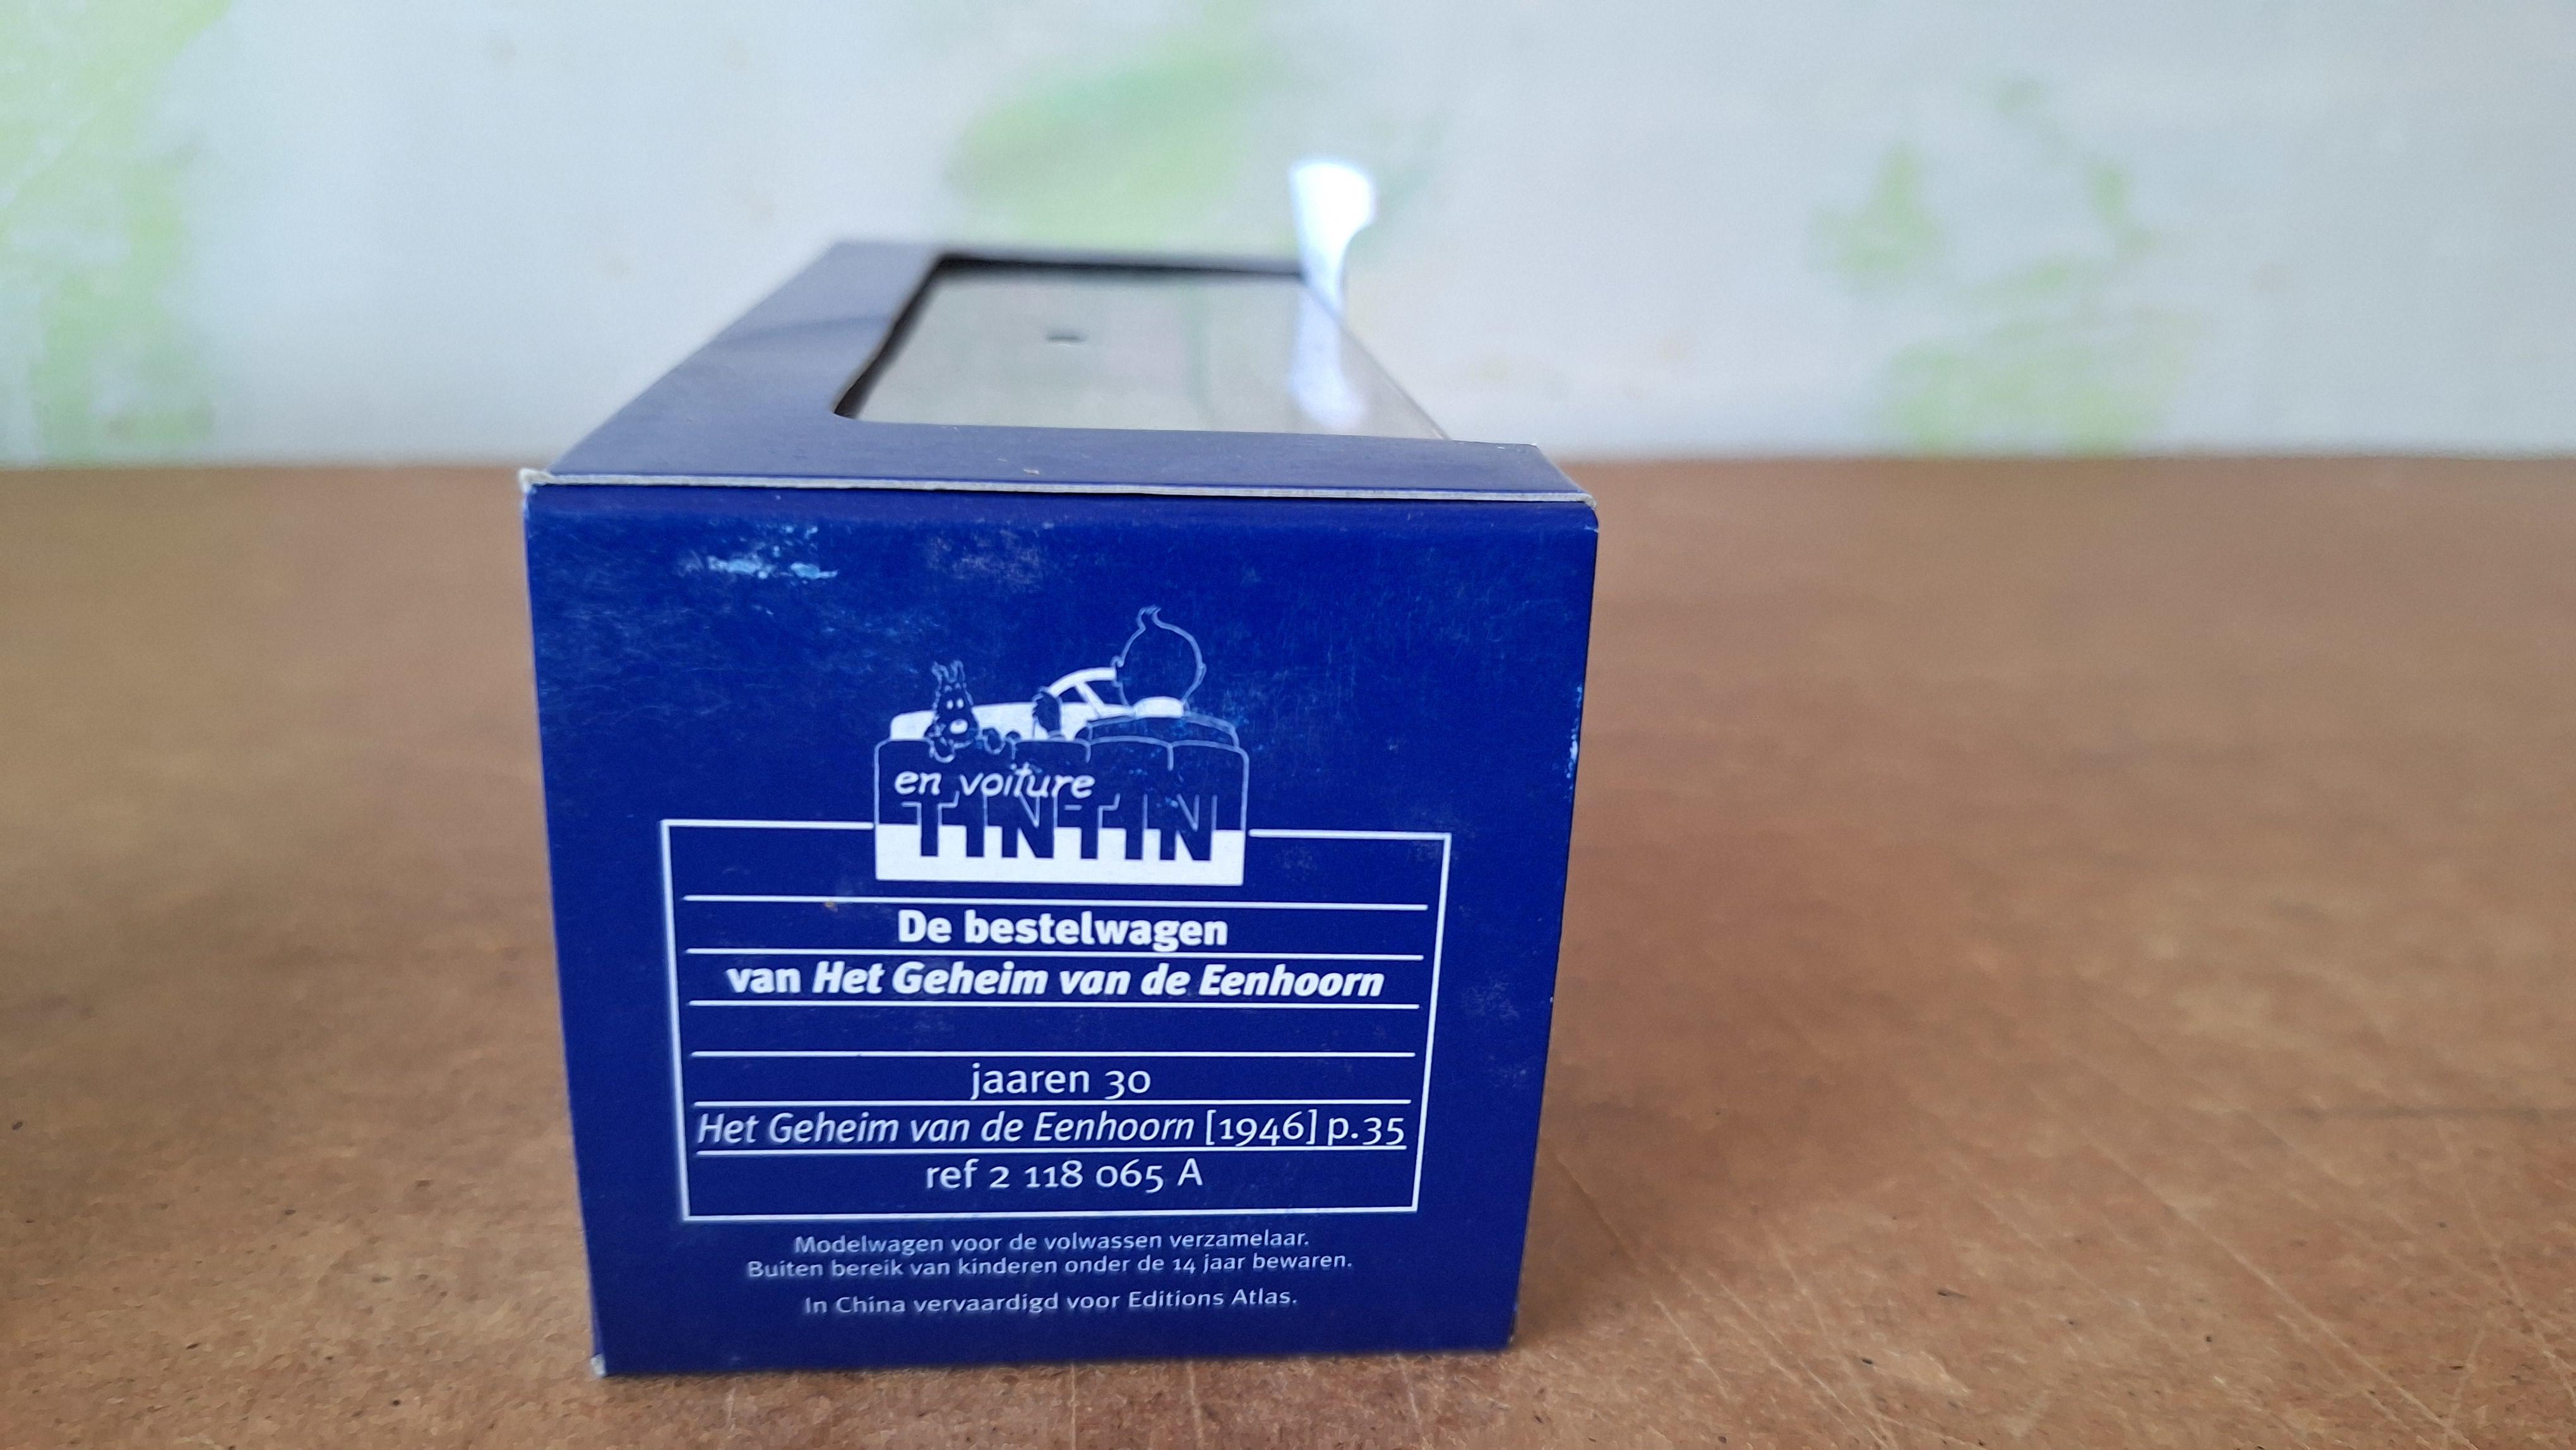 en voiture
TINTIN
De bestelwagen
van Het Geheim van de Eenhoorn
jaaren 30
Het Geheim van de Eenhoorn [1946] p.35
ref 2 118 065 A
Modelwagen voor de volwassen verzamelaar.
Buiten bereik van kinderen onder de 14 jaar bewaren.
In China vervaardigd voor Editions Atlas.